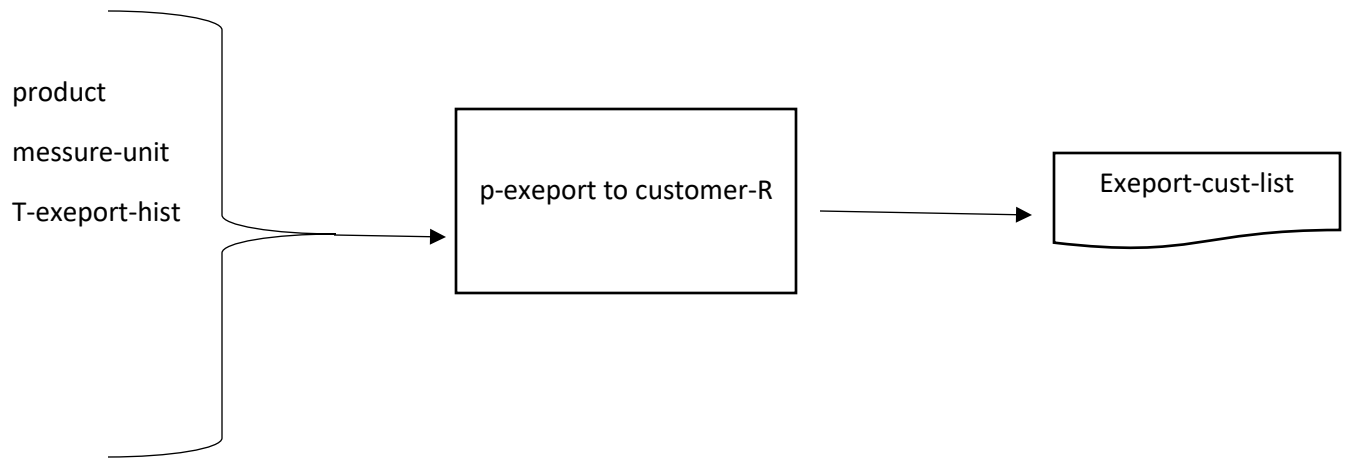 product
messure-unit
T-exeport-hist
p-exeport to customer-R
Exeport-cust-list